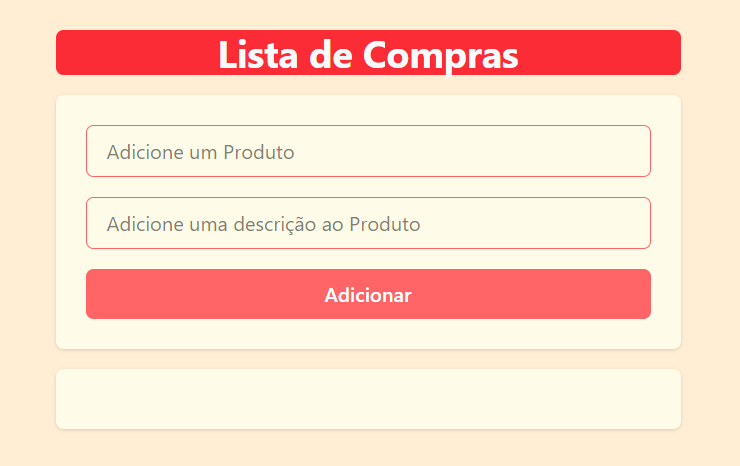 Lista de Compras
Adicione um Produto
Adicione uma descrição ao Produto
Adicionar